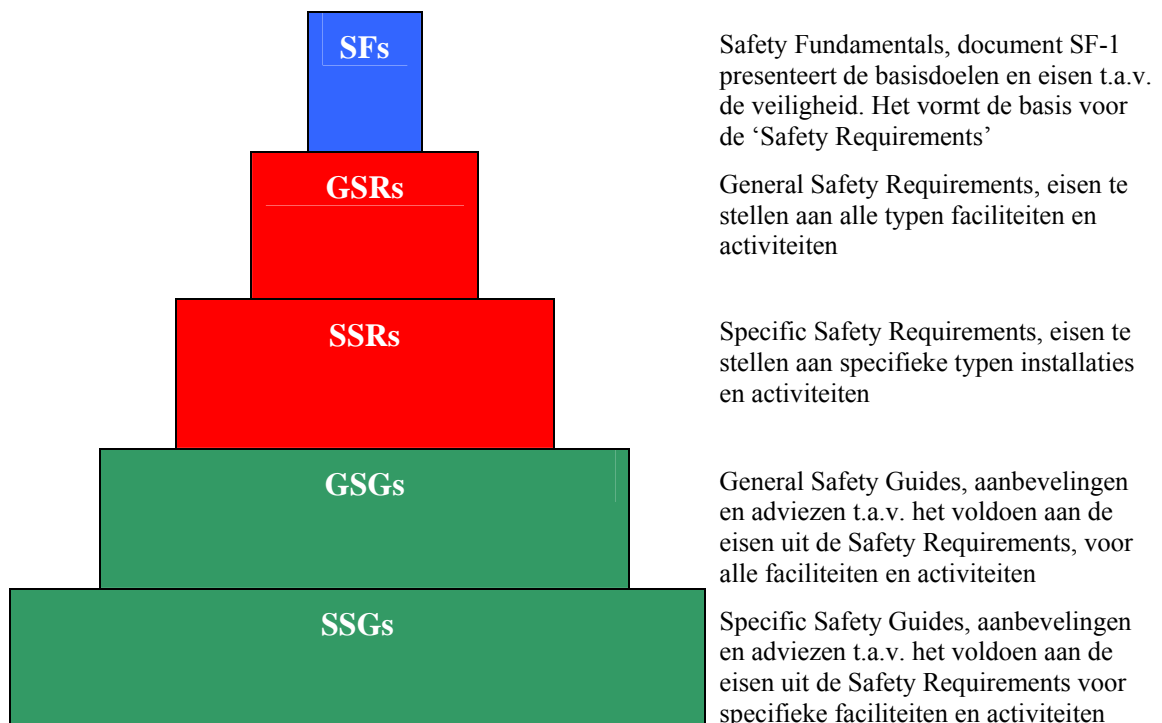 SFs
Safety Fundamentals, document SF-1
presenteert de basisdoelen en eisen t.a.v.
de veiligheid. Het vormt de basis voor
de ‘Safety Requirements’
GSRs
General Safety Requirements, eisen te
stellen aan alle typen faciliteiten en
activiteiten
SSRs
Specific Safety Requirements, eisen te
stellen aan specifieke typen installaties
en activiteiten
GSGs
General Safety Guides, aanbevelingen
en adviezen t.a.v. het voldoen aan de
eisen uit de Safety Requirements, voor
alle faciliteiten en activiteiten
SSGs
Specific Safety Guides, aanbevelingen
en adviezen t.a.v. het voldoen aan de
eisen uit de Safety Requirements voor
specifieke faciliteiten en activiteiten